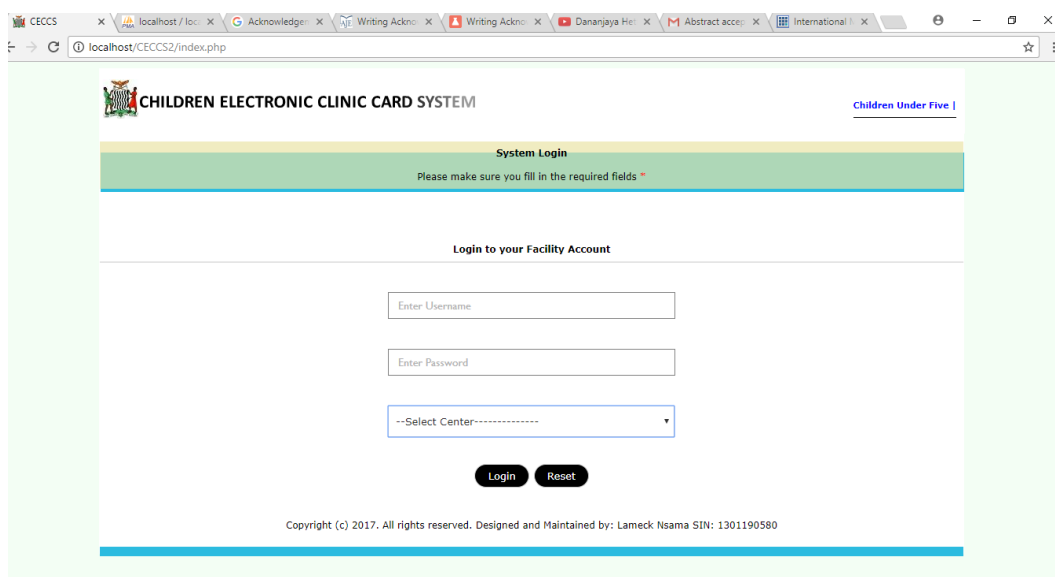 CECCS
localhost / loc
Acknowledgem
Writing Ackno
Writing Ackno
Dananjaya He
Abstract accep
International
localhost/CECCS2/index.php
CHILDREN ELECTRONIC CLINIC CARD SYSTEM
Children Under Five |
System Login
Please make sure you fill in the required fields *
Login to your Facility Account
Enter Username
Enter Password
--Select Center--------------
Login Reset
Copyright (c) 2017. All rights reserved. Designed and Maintained by: Lameck Nsama SIN: 1301190580